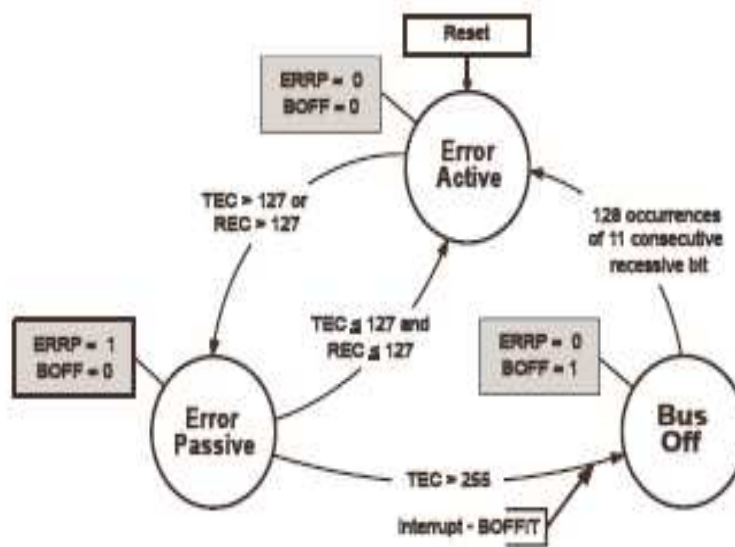 Reset
ERRP = 0
BOFF = 0
Error
Active
TEC > 127 or
REC > 127
128 occurrences
of 11 consecutive
recessive bit
TEC ≤ 127 and
REC ≤ 127
ERRP = 1
BOFF = 0
ERRP = 0
BOFF = 1
Error
Passive
Bus
Off
TEC > 255
Interrupt - BOFFIT